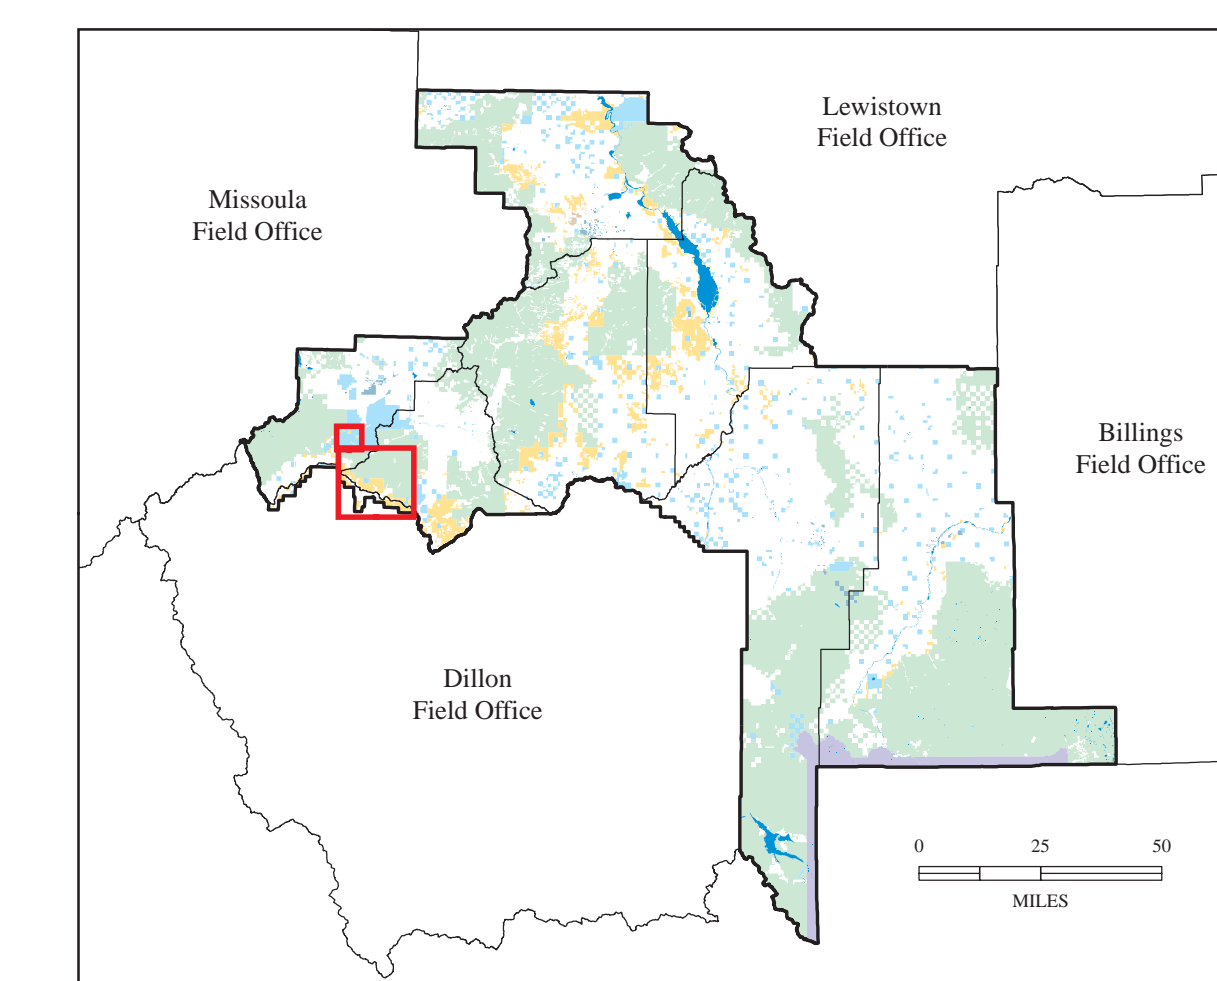 Lewistown
Field Office
Missoula
Field Office
Billings
Field Office
Dillon
Field Office
0 25 50
MILES